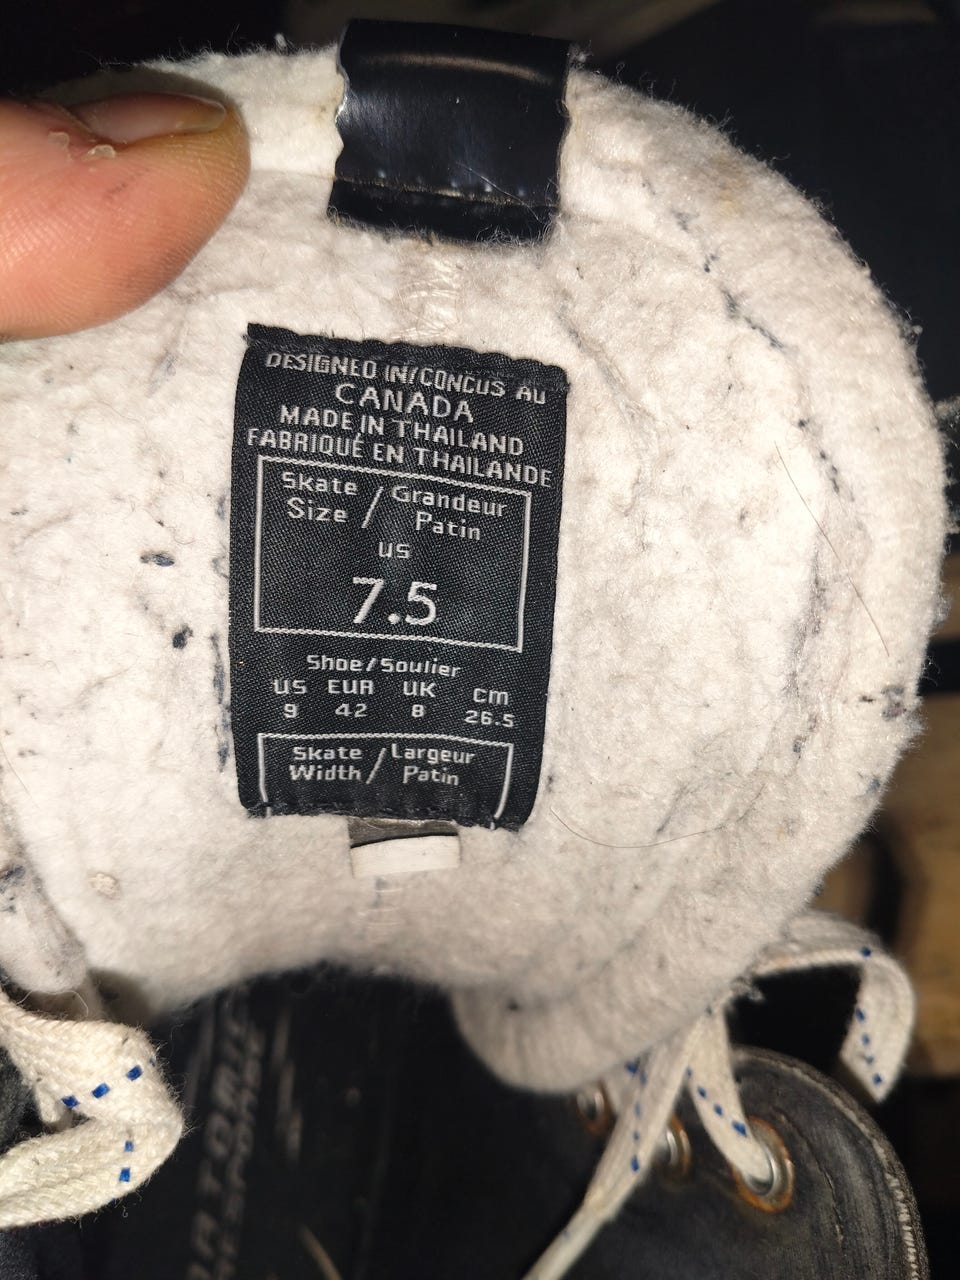 DESIGNED IN/CONCUS AU
CANADA
MADE IN THAILAND
FABRIQUÉ EN THAILANDE
Skate Size / Grandeur Patin
US
7.5
Shoe/Soulier
US EUR UK cm
9 42 8 26.5
Skate Width / Largeur Patin